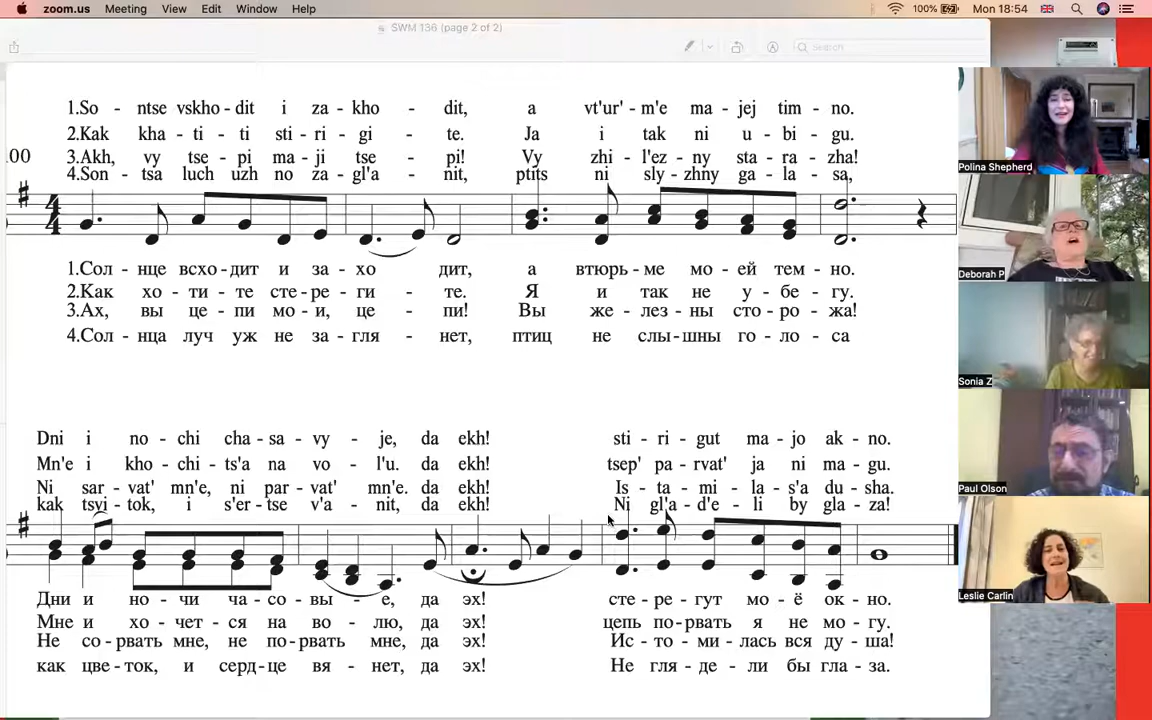 zoom.us Meeting View Edit Window Help 100% Mon 18:54
SWM 136 (page 2 of 2)
Search
1.So - ntse vskho - dit i za - kho - dit, a vt'ur' - m'e ma - jej tim - no.
2.Kak kha - ti - ti sti - ri - gi - te. Ja i tak ni u - bi - gu.
3.Akh, vy tse - pi ma - ji tse - pi! Vy zhi - l'ez - ny sta - ra - zha!
4.Son - tsa luch uzh no za - gl'a - nit, ptits ni sly - zhny ga - la - sa,
00
4
4
1.Сол - нце всхо - дит и за - хо дит, а втюрь - ме мо - ей тем - но.
2.Как хо - ти - те сте - ре - ги - те. Я и так не у - бе - гу.
3.Ах, вы це - пи мо - и, це - пи! Вы же - лез - ны сто - ро - жа!
4.Сол - нца луч уж не за - гля - нет, птиц не слы - шны го - ло - са
Dni i no - chi cha - sa - vy - je, da ekh! sti - ri - gut ma - jo ak - no.
Mn'e i kho - chi - ts'a na vo - l'u. da ekh! tsep' pa - rvat' ja ni ma - gu.
Ni sar - vat' mn'e, ni par - vat' mn'e. da ekh! Is - ta - mi - la - s'a du - sha.
kak tsvi - tok, i s'er - tse v'a - nit, da ekh! Ni gl'a - d'e - li by gla - za!
Дни и но - чи ча - со - вы - е, да эх! сте - ре - гут мо - ё ок - но.
Мне и хо - чет - ся на во - лю, да эх! цепь по - рвать я не мо - гу.
Не со - рвать мне, не по - рвать мне, да эх! Ис - то - ми - лась вся ду - ша!
как цве - ток, и серд - це вя - нет, да эх! Не гля - де - ли бы гла - за.
Polina Shepherd
Deborah P
Sonia Z
Paul Olson
Leslie Carlin